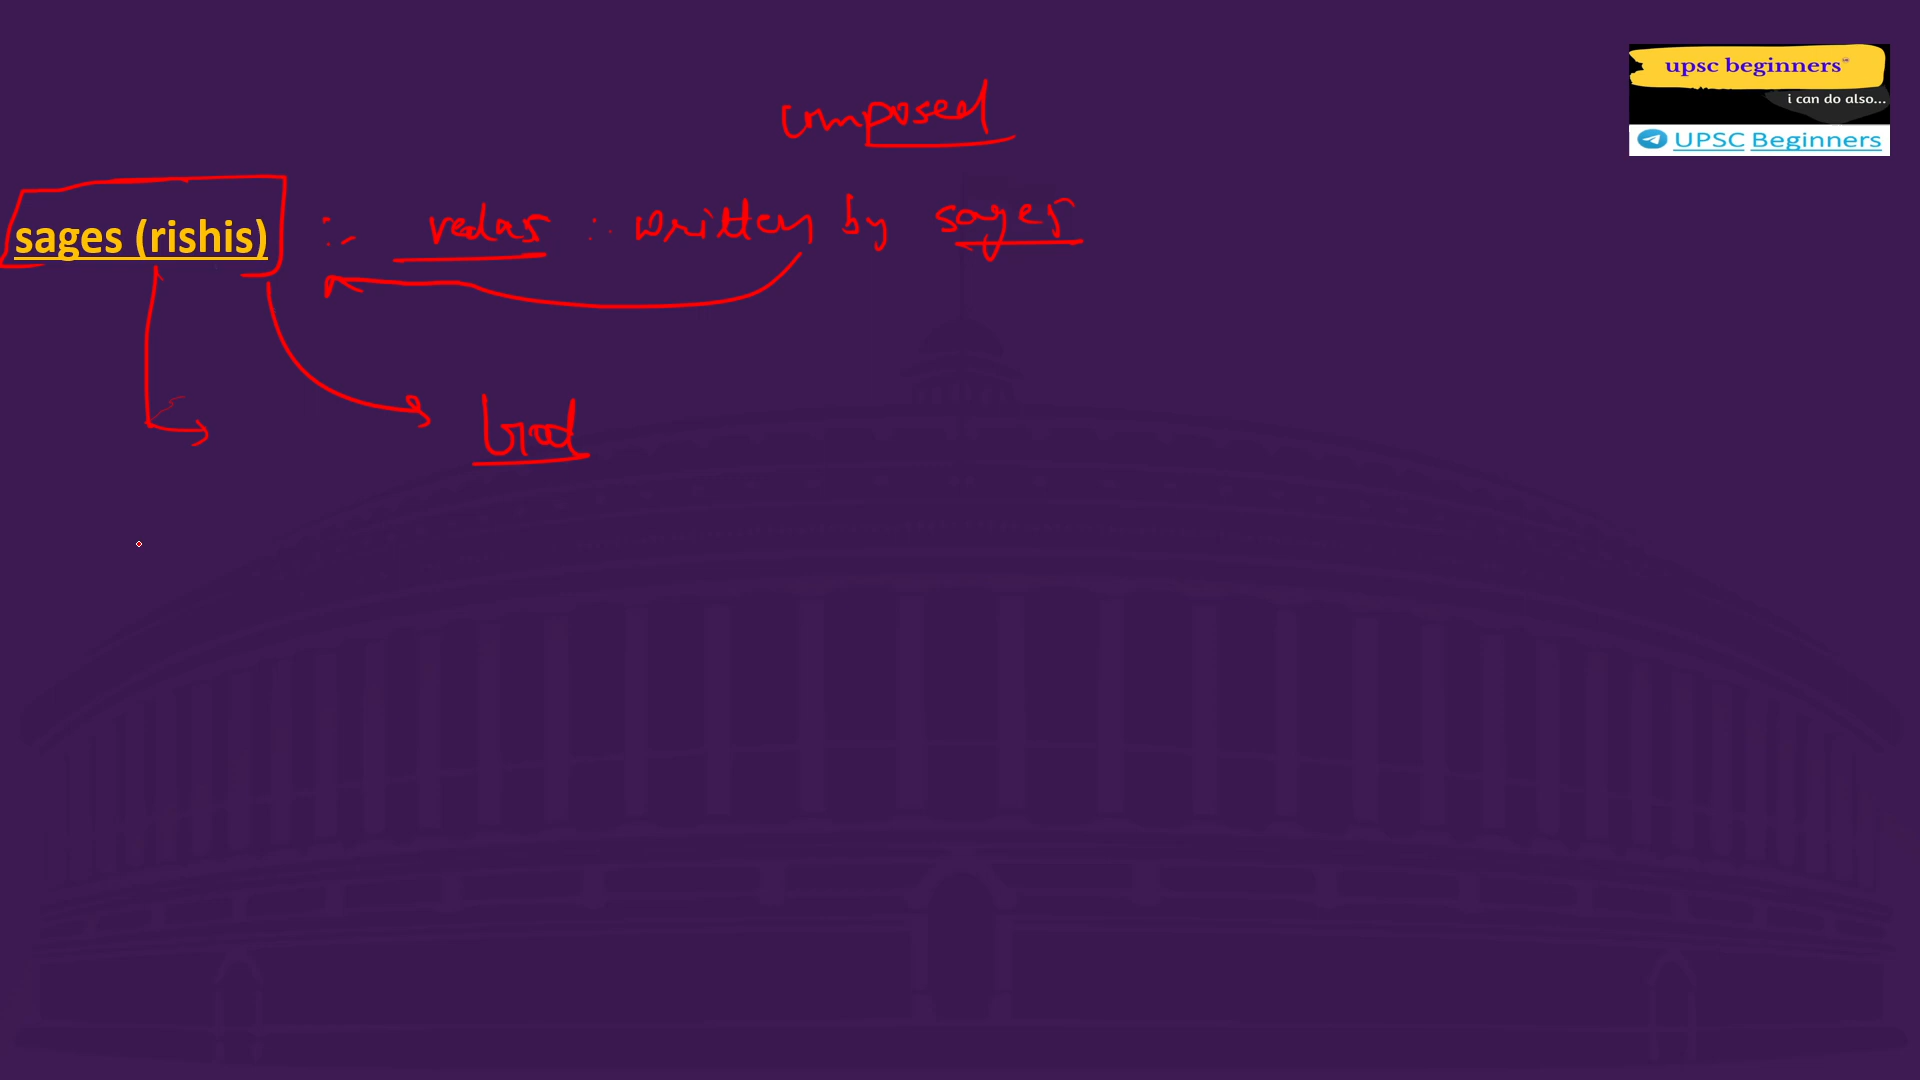 upsc beginners
i can do also...
UPSC Beginners
composed
sages (rishis) :- vedas : written by sages
God